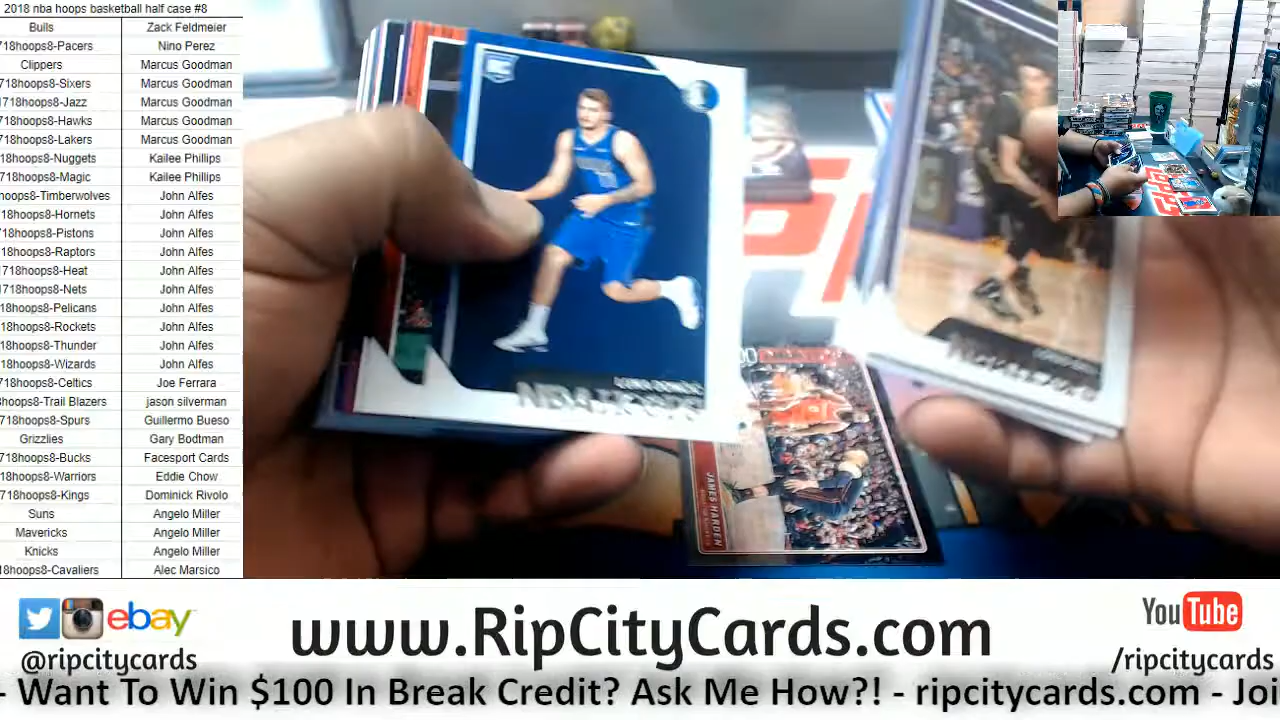 2018 nba hoops basketball half case #8
Bulls Zack Feldmeier
718hoops8-Pacers Nino Perez
Clippers Marcus Goodman
718hoops8-Sixers Marcus Goodman
1718hoops8-Jazz Marcus Goodman
718hoops8-Hawks Marcus Goodman
718hoops8-Lakers Marcus Goodman
18hoops8-Nuggets Kailee Phillips
718hoops8-Magic Kailee Phillips
hoops8-Timberwolves John Alfes
18hoops8-Hornets John Alfes
718hoops8-Pistons John Alfes
18hoops8-Raptors John Alfes
1718hoops8-Heat John Alfes
1718hoops8-Nets John Alfes
18hoops8-Pelicans John Alfes
18hoops8-Rockets John Alfes
18hoops8-Thunder John Alfes
18hoops8-Wizards John Alfes
718hoops8-Celtics Joe Ferrara
hoops8-Trail Blazers jason silverman
718hoops8-Spurs Guillermo Bueso
Grizzlies Gary Bodtman
718hoops8-Bucks Facesport Cards
18hoops8-Warriors Eddie Chow
718hoops8-Kings Dominick Rivolo
Suns Angelo Miller
Mavericks Angelo Miller
Knicks Angelo Miller
18hoops8-Cavaliers Alec Marsico
JAMES HARDEN
ebay
@ripcitycards
www.RipCityCards.com
YouTube
/ripcitycards
- Want To Win $100 In Break Credit? Ask Me How?! - ripcitycards.com - Joi